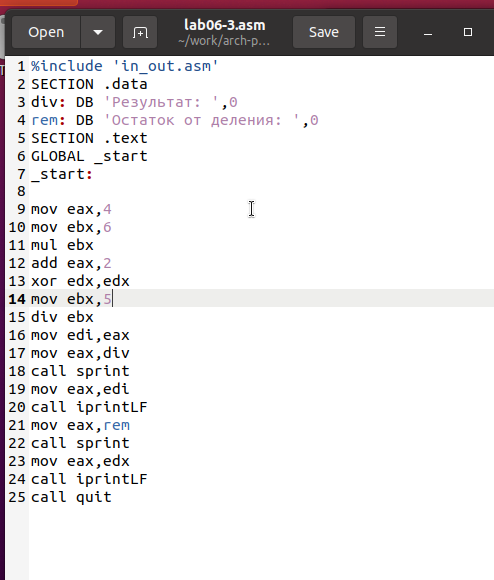 Open
lab06-3.asm
~/work/arch-p...
Save
1 %include 'in_out.asm'
2 SECTION .data
3 div: DB 'Результат: ',0
4 rem: DB 'Остаток от деления: ',0
5 SECTION .text
6 GLOBAL _start
7 _start:
8
9 mov eax,4
10 mov ebx,6
11 mul ebx
12 add eax,2
13 xor edx,edx
14 mov ebx,5
15 div ebx
16 mov edi,eax
17 mov eax,div
18 call sprint
19 mov eax,edi
20 call iprintLF
21 mov eax,rem
22 call sprint
23 mov eax,edx
24 call iprintLF
25 call quit